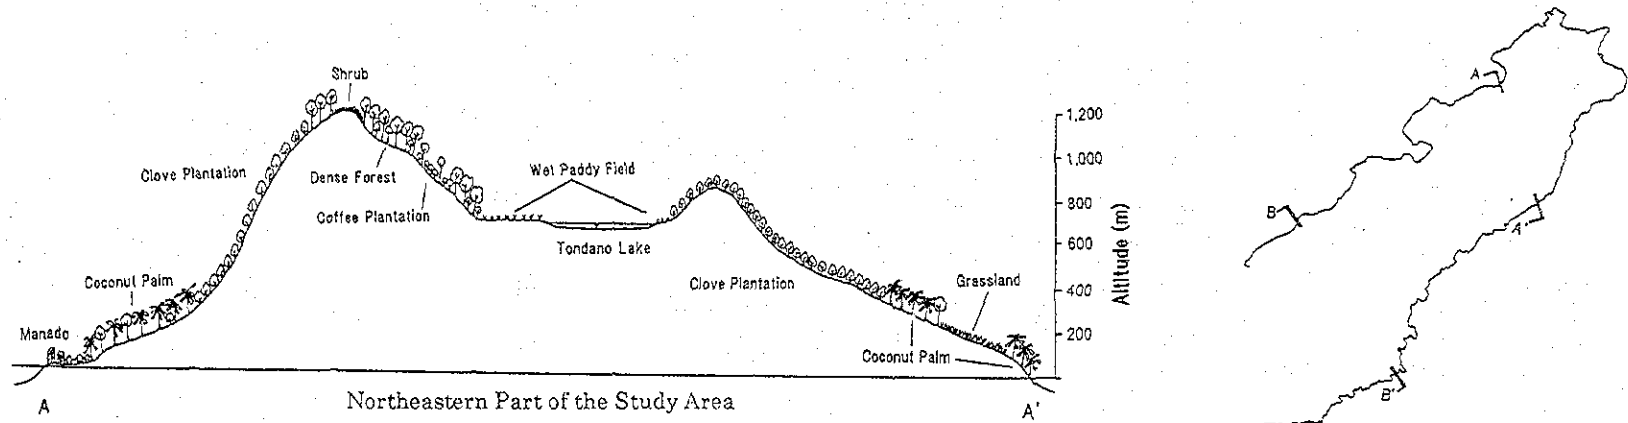 Shrub
1,200
Clove Plantation
Dense Forest
Coffee Plantation
Wet Paddy Field
1,000
800
Tondano Lake
600
Altitude (m)
Coconut Palm
Clove Plantation
Grassland
400
Manado
200
Coconut Palm
A
Northeastern Part of the Study Area
A'
A
B
A'
B'